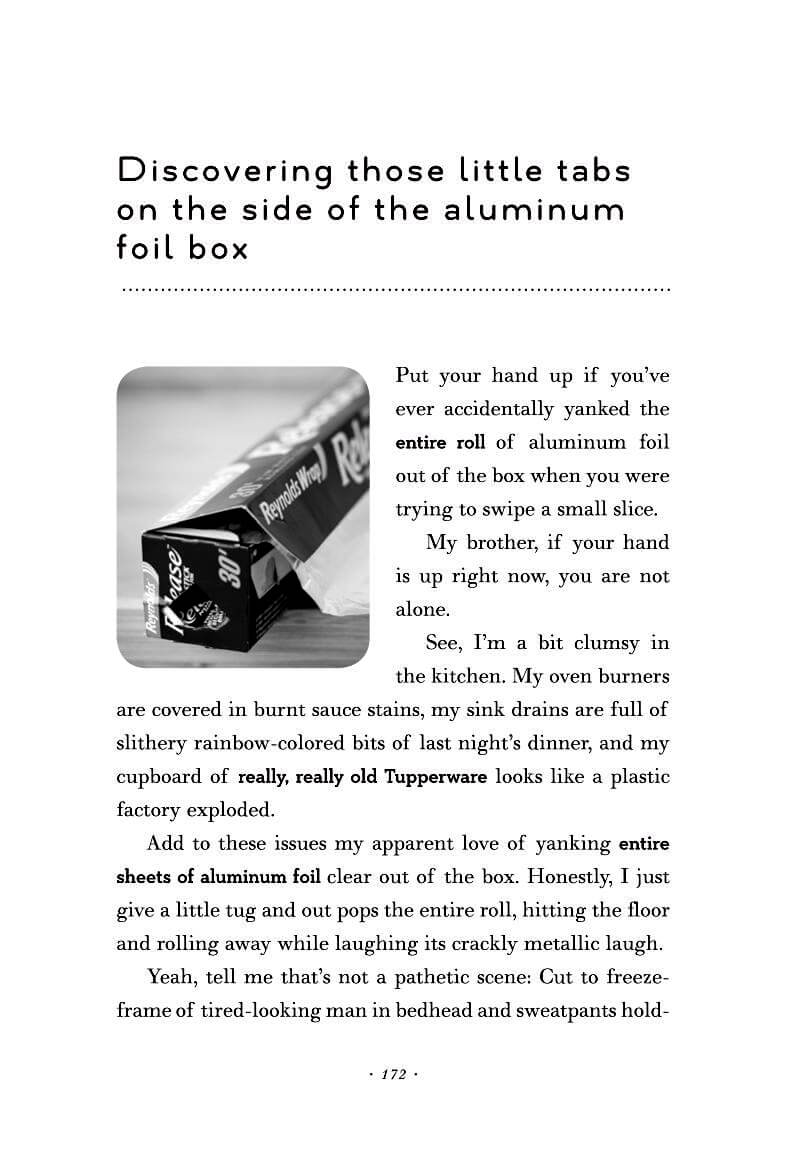 Discovering those little tabs
on the side of the aluminum
foil box
Reynolds Wrap
30'
Reynolds
30'
Put your hand up if you’ve
ever accidentally yanked the
entire roll of aluminum foil
out of the box when you were
trying to swipe a small slice.
My brother, if your hand
is up right now, you are not
alone.
See, I’m a bit clumsy in
the kitchen. My oven burners
are covered in burnt sauce stains, my sink drains are full of
slithery rainbow-colored bits of last night’s dinner, and my
cupboard of really, really old Tupperware looks like a plastic
factory exploded.
Add to these issues my apparent love of yanking entire
sheets of aluminum foil clear out of the box. Honestly, I just
give a little tug and out pops the entire roll, hitting the floor
and rolling away while laughing its crackly metallic laugh.
Yeah, tell me that’s not a pathetic scene: Cut to freeze-
frame of tired-looking man in bedhead and sweatpants hold-
· 172 ·